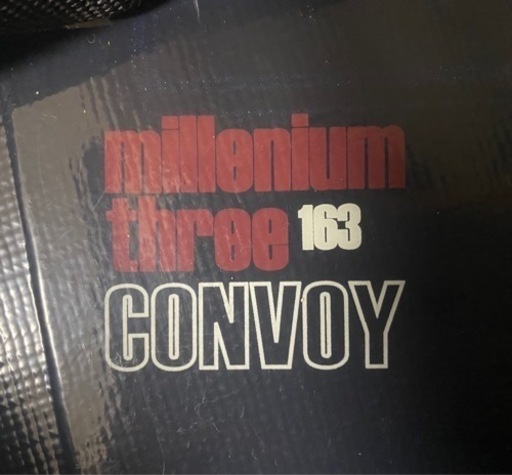 millenium
three 163
CONVOY